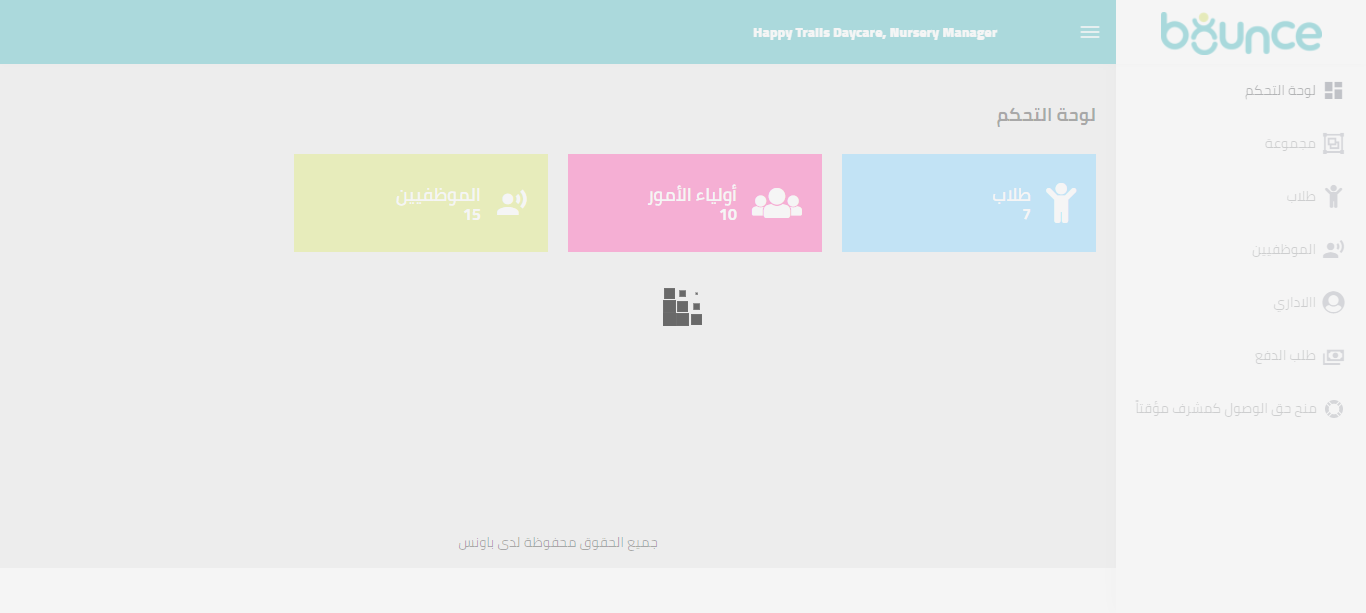 bounce
Happy Trails Daycare, Nursery Manager
لوحة التحكم
مجموعة
طلاب
الموظفيين
الاداري
طلب الدفع
منح حق الوصول كمشرف مؤقتاً
لوحة التحكم
طلاب
7
أولياء الأمور
10
الموظفيين
15
جميع الحقوق محفوظة لدى باونس